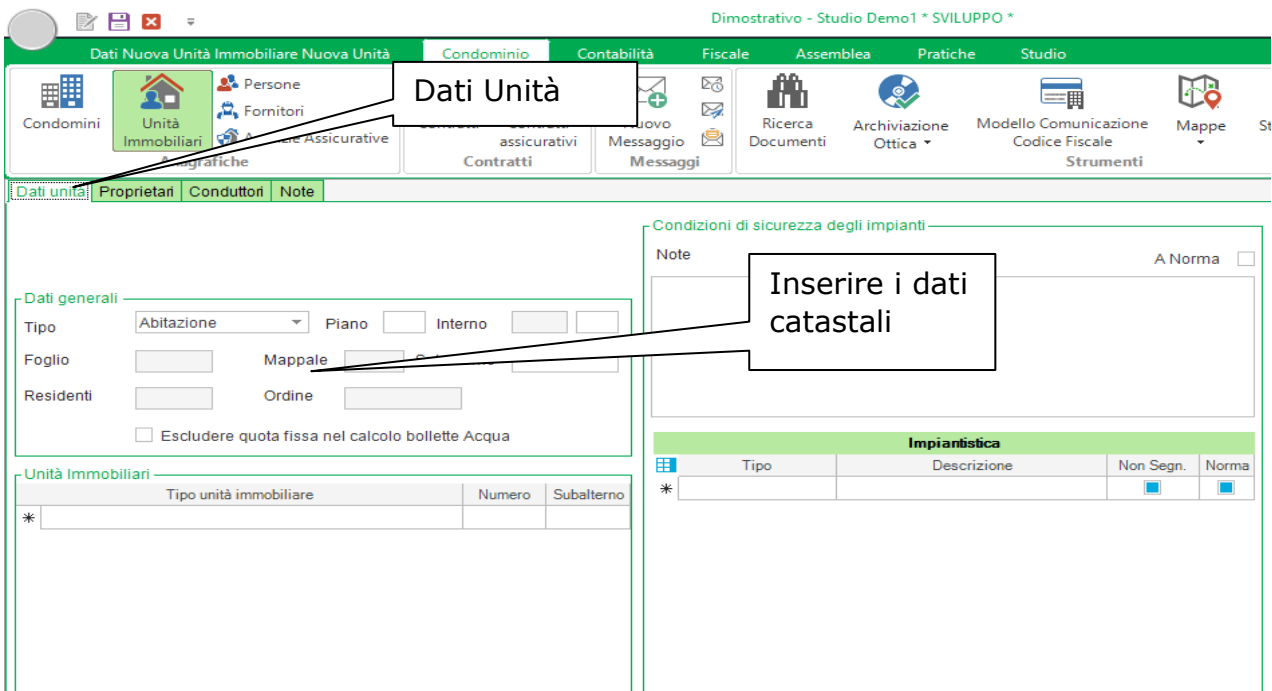 Dimostrativo - Studio Demo1 * SVILUPPO *
Dati Nuova Unità Immobiliare Nuova Unità Condominio Contabilità Fiscale Assemblea Pratiche Studio
Dati Unità
Condomini
Unità Immobiliari
Persone
Fornitori
Assicurative
Anagrafiche
assicurativi
Contratti
Messaggio
Messaggi
Ricerca Documenti
Archiviazione Ottica
Modello Comunicazione Codice Fiscale
Mappe
Strumenti
Dati unità Proprietari Conduttori Note
Condizioni di sicurezza degli impianti
Note A Norma
Inserire i dati
catastali
Dati generali
Tipo Abitazione Piano Interno
Foglio Mappale
Residenti Ordine
Escludere quota fissa nel calcolo bollette Acqua
Unità Immobiliari
Tipo unità immobiliare Numero Subalterno
Impiantistica
Tipo Descrizione Non Segn. Norma